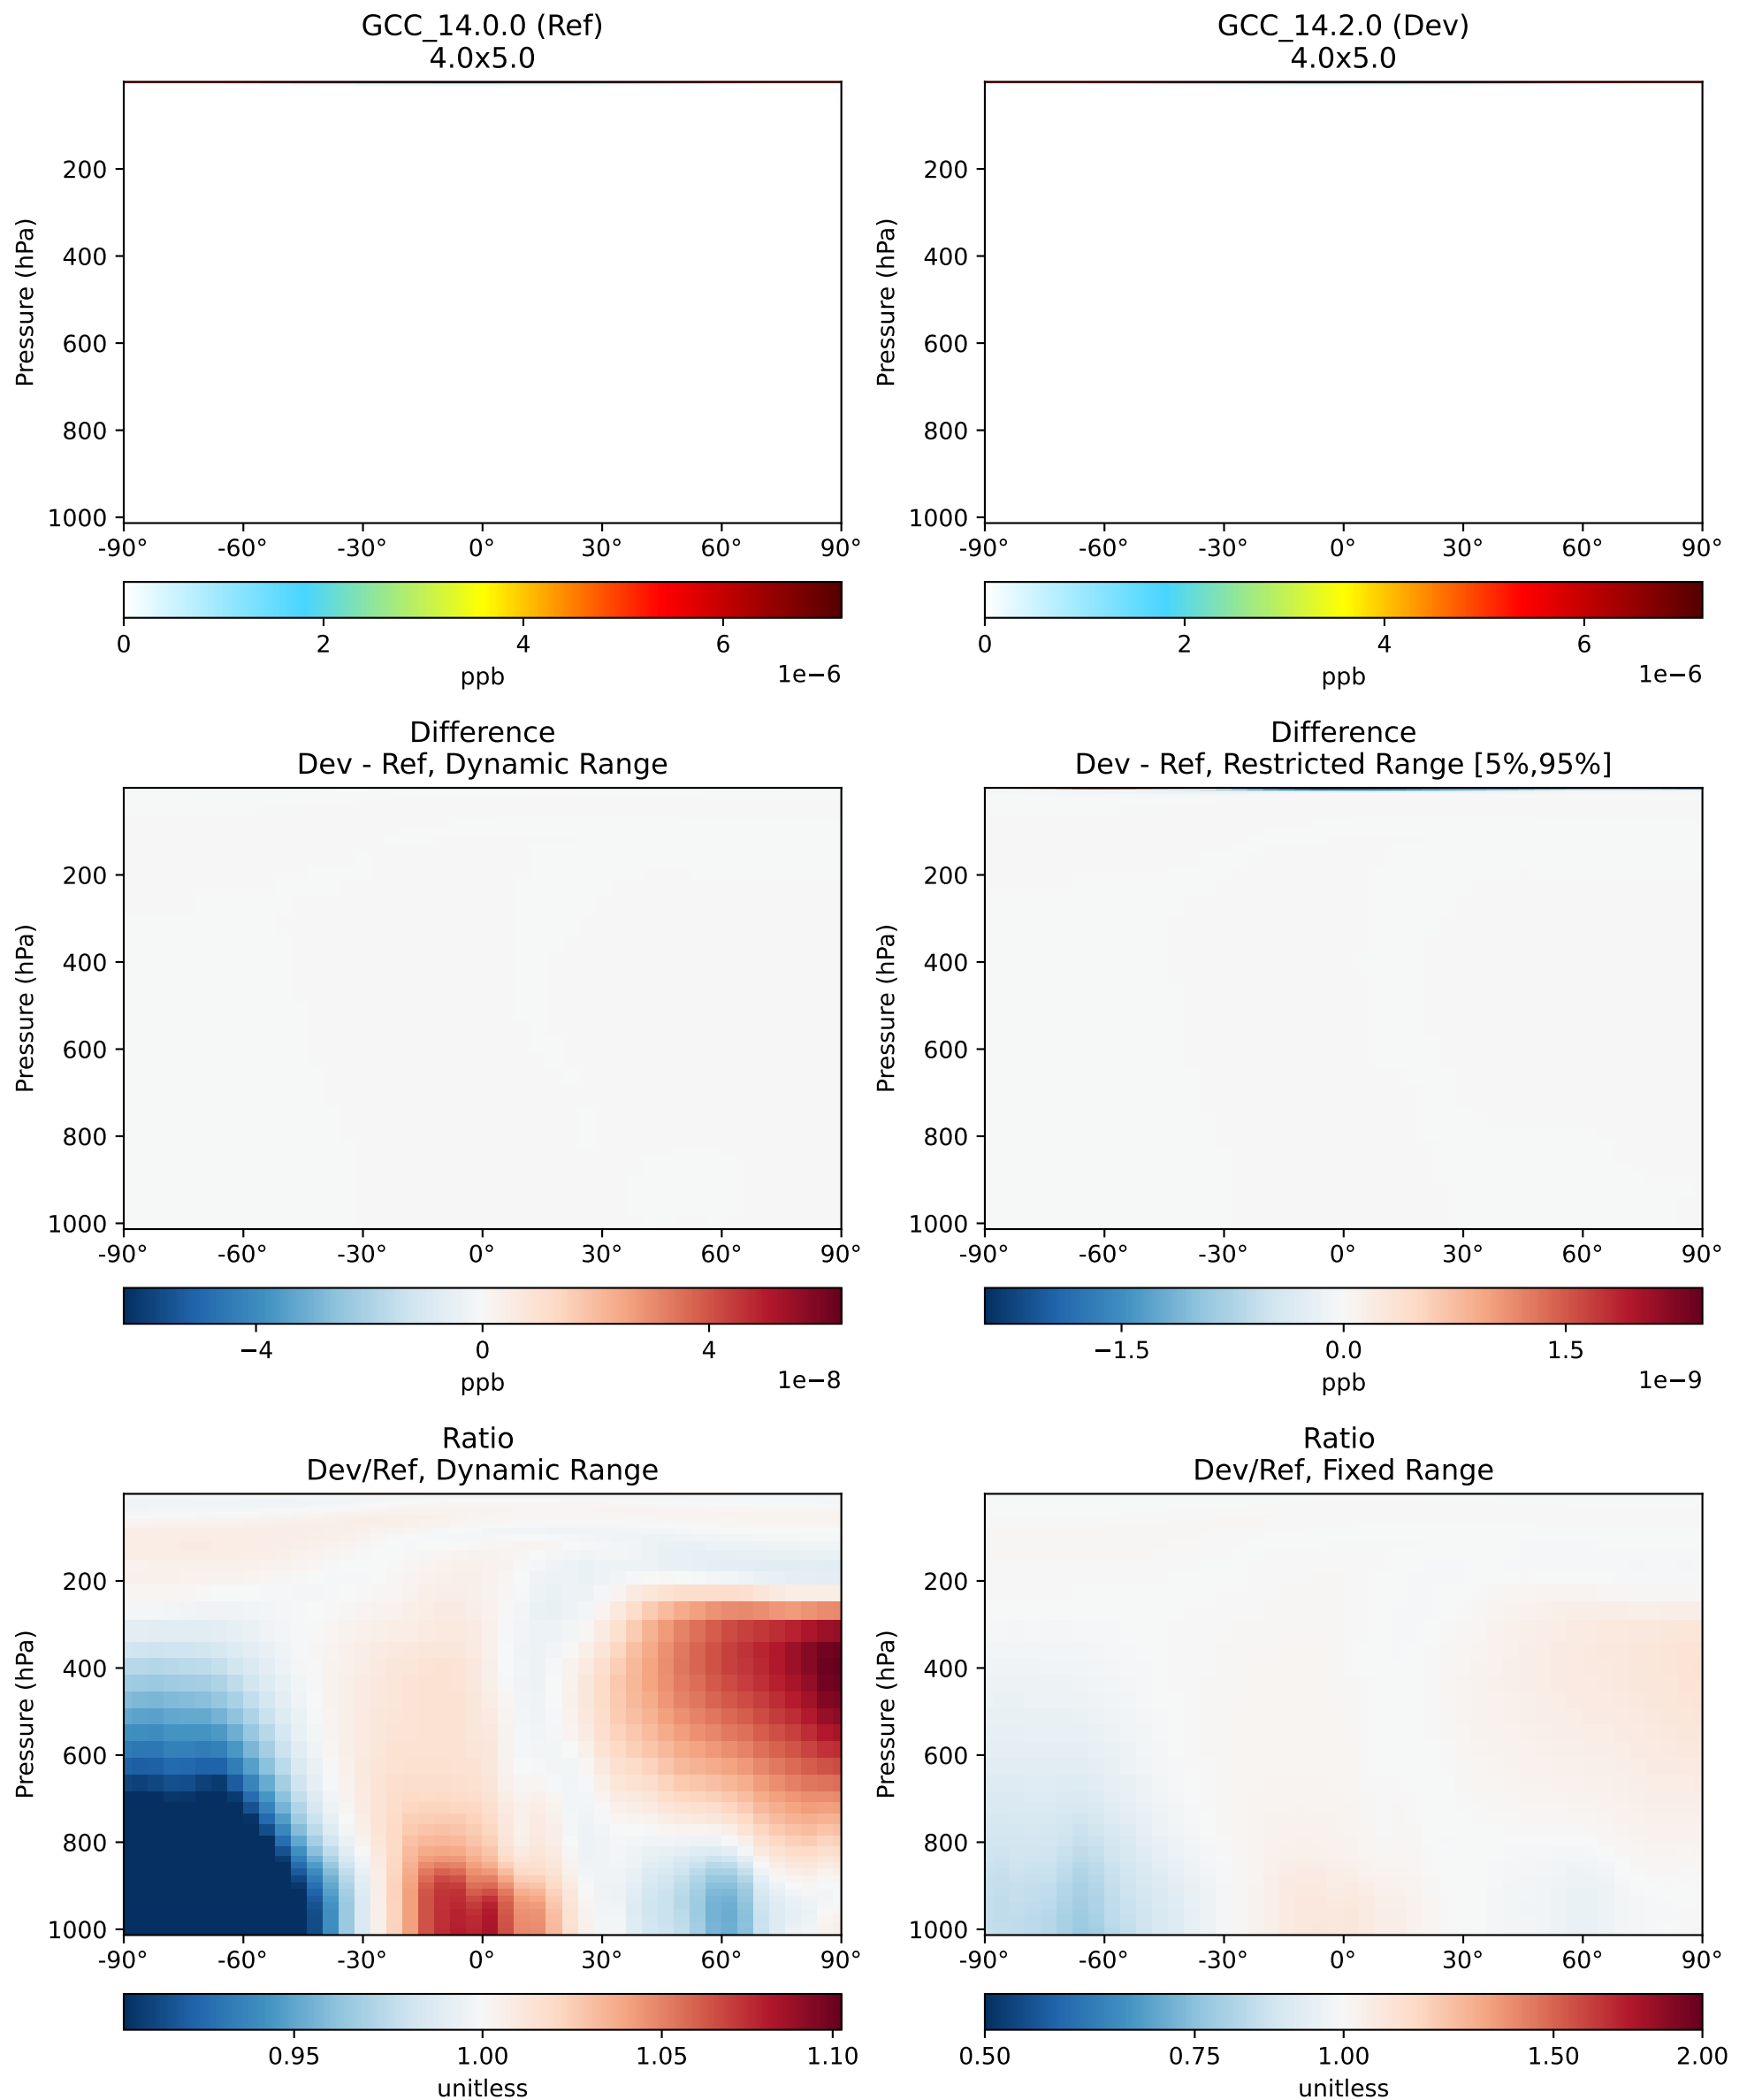 GCC_14.0.0 (Ref)
4.0x5.0
Pressure (hPa)
200
400
600
800
1000
-90° -60° -30° 0° 30° 60° 90°
0 2 4 6
ppb
1e−6
GCC_14.2.0 (Dev)
4.0x5.0
Pressure (hPa)
200
400
600
800
1000
-90° -60° -30° 0° 30° 60° 90°
0 2 4 6
ppb
1e−6
Difference
Dev - Ref, Dynamic Range
Pressure (hPa)
200
400
600
800
1000
-90° -60° -30° 0° 30° 60° 90°
−4 0 4
ppb
1e−8
Difference
Dev - Ref, Restricted Range [5%,95%]
Pressure (hPa)
200
400
600
800
1000
-90° -60° -30° 0° 30° 60° 90°
−1.5 0.0 1.5
ppb
1e−9
Ratio
Dev/Ref, Dynamic Range
Pressure (hPa)
200
400
600
800
1000
-90° -60° -30° 0° 30° 60° 90°
0.95 1.00 1.05 1.10
unitless
Ratio
Dev/Ref, Fixed Range
Pressure (hPa)
200
400
600
800
1000
-90° -60° -30° 0° 30° 60° 90°
0.50 0.75 1.00 1.50 2.00
unitless